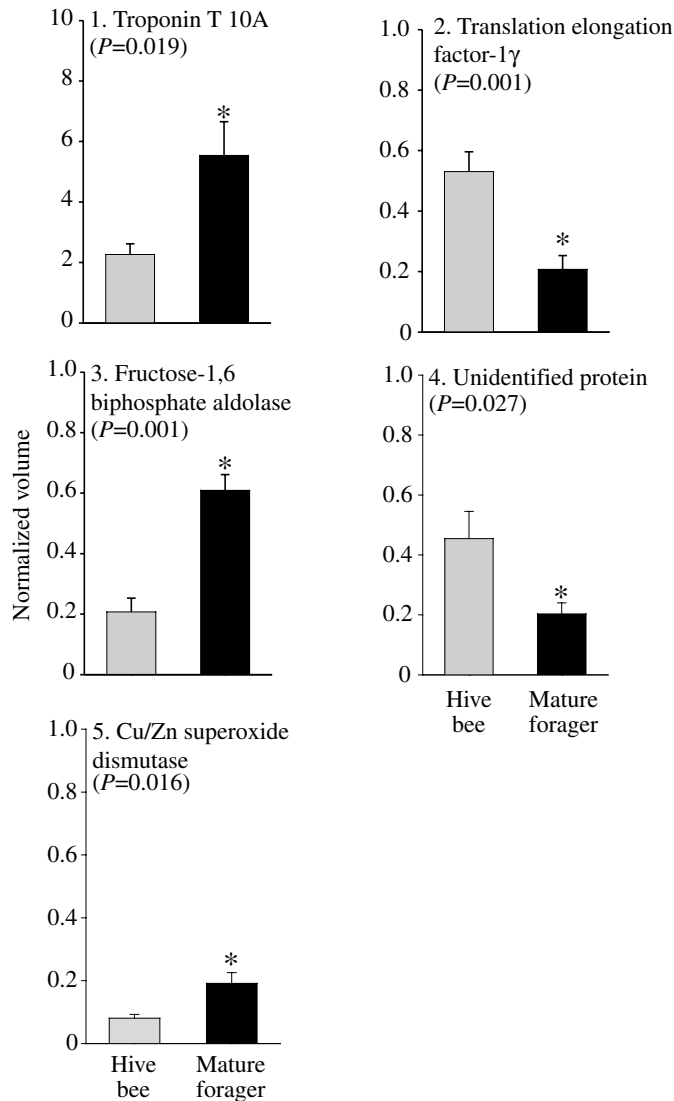 1. Troponin T 10A
(P=0.019)
10
8
6
4
2
0
*
2. Translation elongation
factor-1γ
(P=0.001)
1.0
0.8
0.6
0.4
0.2
0
*
Normalized volume
3. Fructose-1,6
biphosphate aldolase
(P=0.001)
1.0
0.8
0.6
0.4
0.2
0
*
4. Unidentified protein
(P=0.027)
1.0
0.8
0.6
0.4
0.2
0
*
Hive
bee
Mature
forager
5. Cu/Zn superoxide
dismutase
(P=0.016)
1.0
0.8
0.6
0.4
0.2
0
*
Hive
bee
Mature
forager